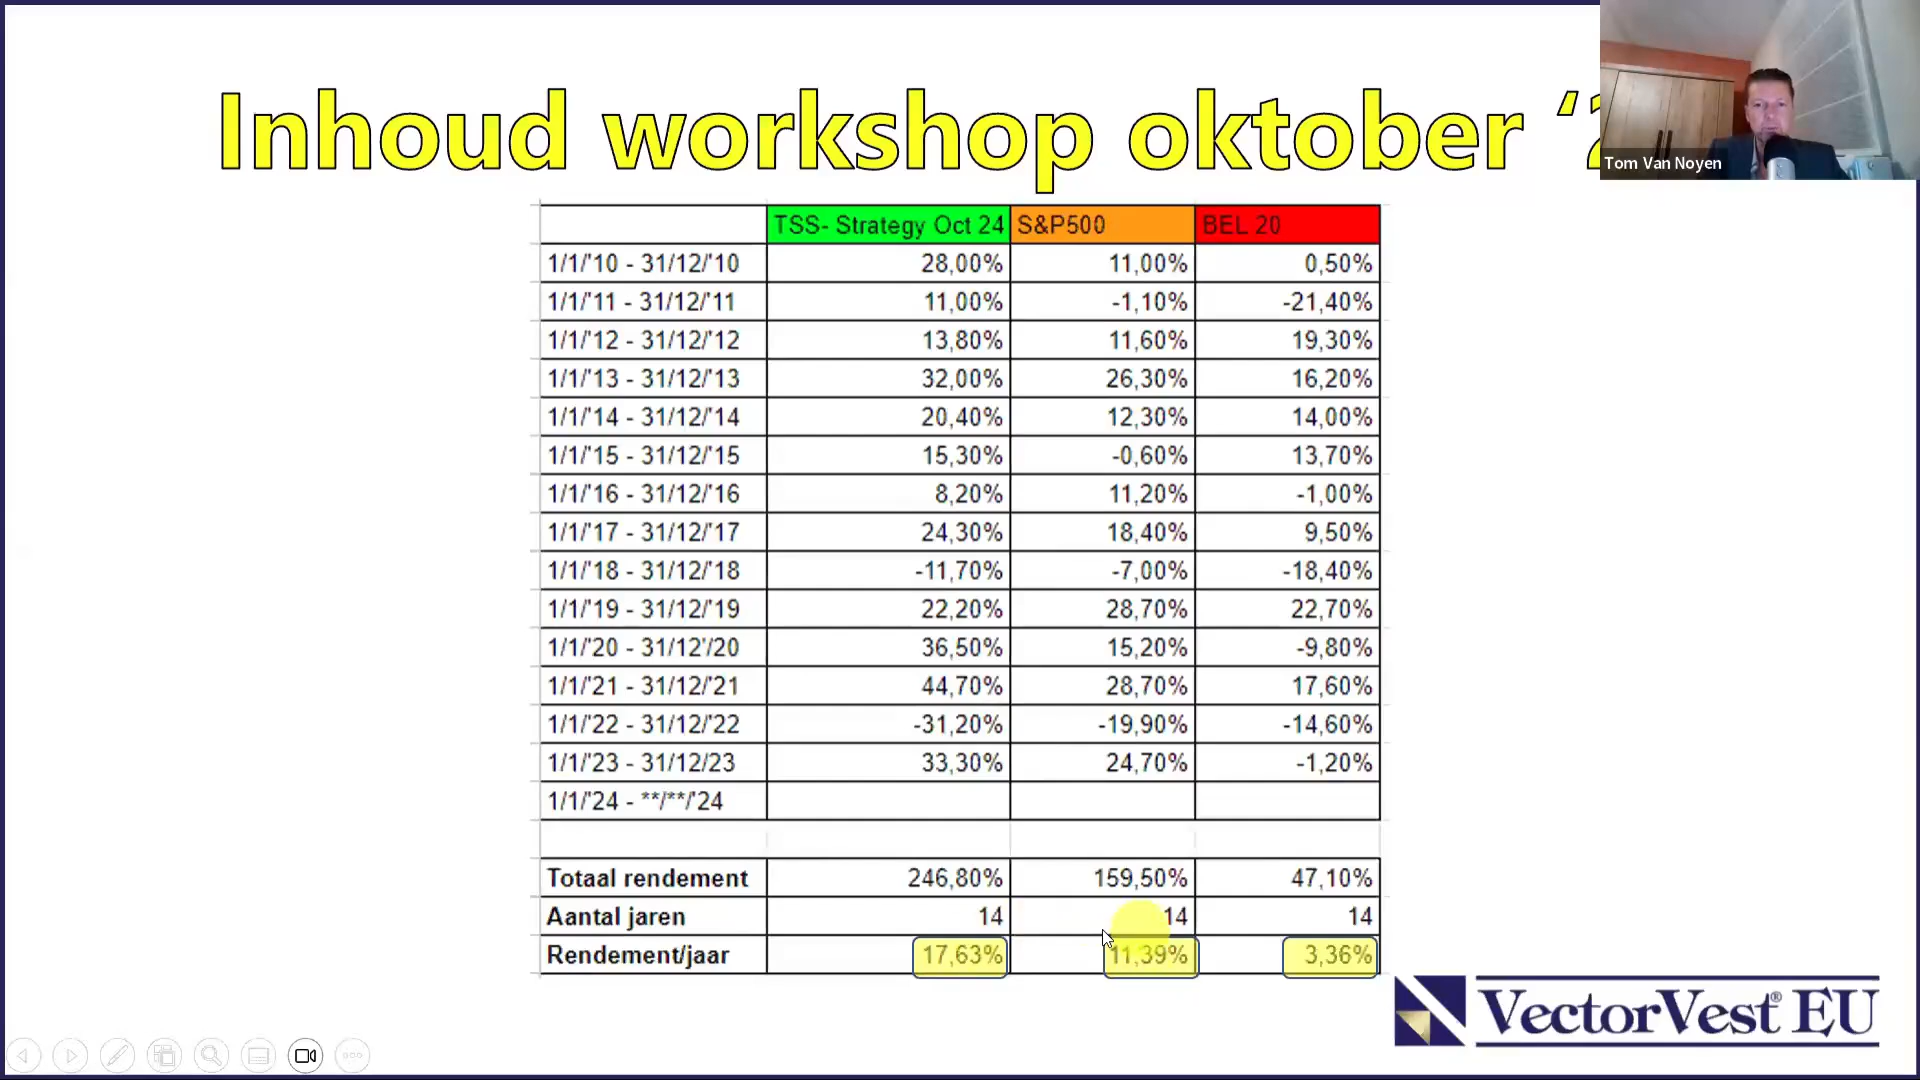 Inhoud workshop oktober ‘2
Tom Van Noyen
TSS- Strategy Oct 24 S&P500 BEL 20
1/1/'10 - 31/12/'10 28,00% 11,00% 0,50%
1/1/'11 - 31/12/'11 11,00% -1,10% -21,40%
1/1/'12 - 31/12/'12 13,80% 11,60% 19,30%
1/1/'13 - 31/12/'13 32,00% 26,30% 16,20%
1/1/'14 - 31/12/'14 20,40% 12,30% 14,00%
1/1/'15 - 31/12/'15 15,30% -0,60% 13,70%
1/1/'16 - 31/12/'16 8,20% 11,20% -1,00%
1/1/'17 - 31/12/'17 24,30% 18,40% 9,50%
1/1/'18 - 31/12/'18 -11,70% -7,00% -18,40%
1/1/'19 - 31/12/'19 22,20% 28,70% 22,70%
1/1/'20 - 31/12'/20 36,50% 15,20% -9,80%
1/1/'21 - 31/12/'21 44,70% 28,70% 17,60%
1/1/'22 - 31/12/'22 -31,20% -19,90% -14,60%
1/1/'23 - 31/12/23 33,30% 24,70% -1,20%
1/1/'24 - **/**/'24
Totaal rendement 246,80% 159,50% 47,10%
Aantal jaren 14 14 14
Rendement/jaar 17,63% 11,39% 3,36%
VectorVest® EU